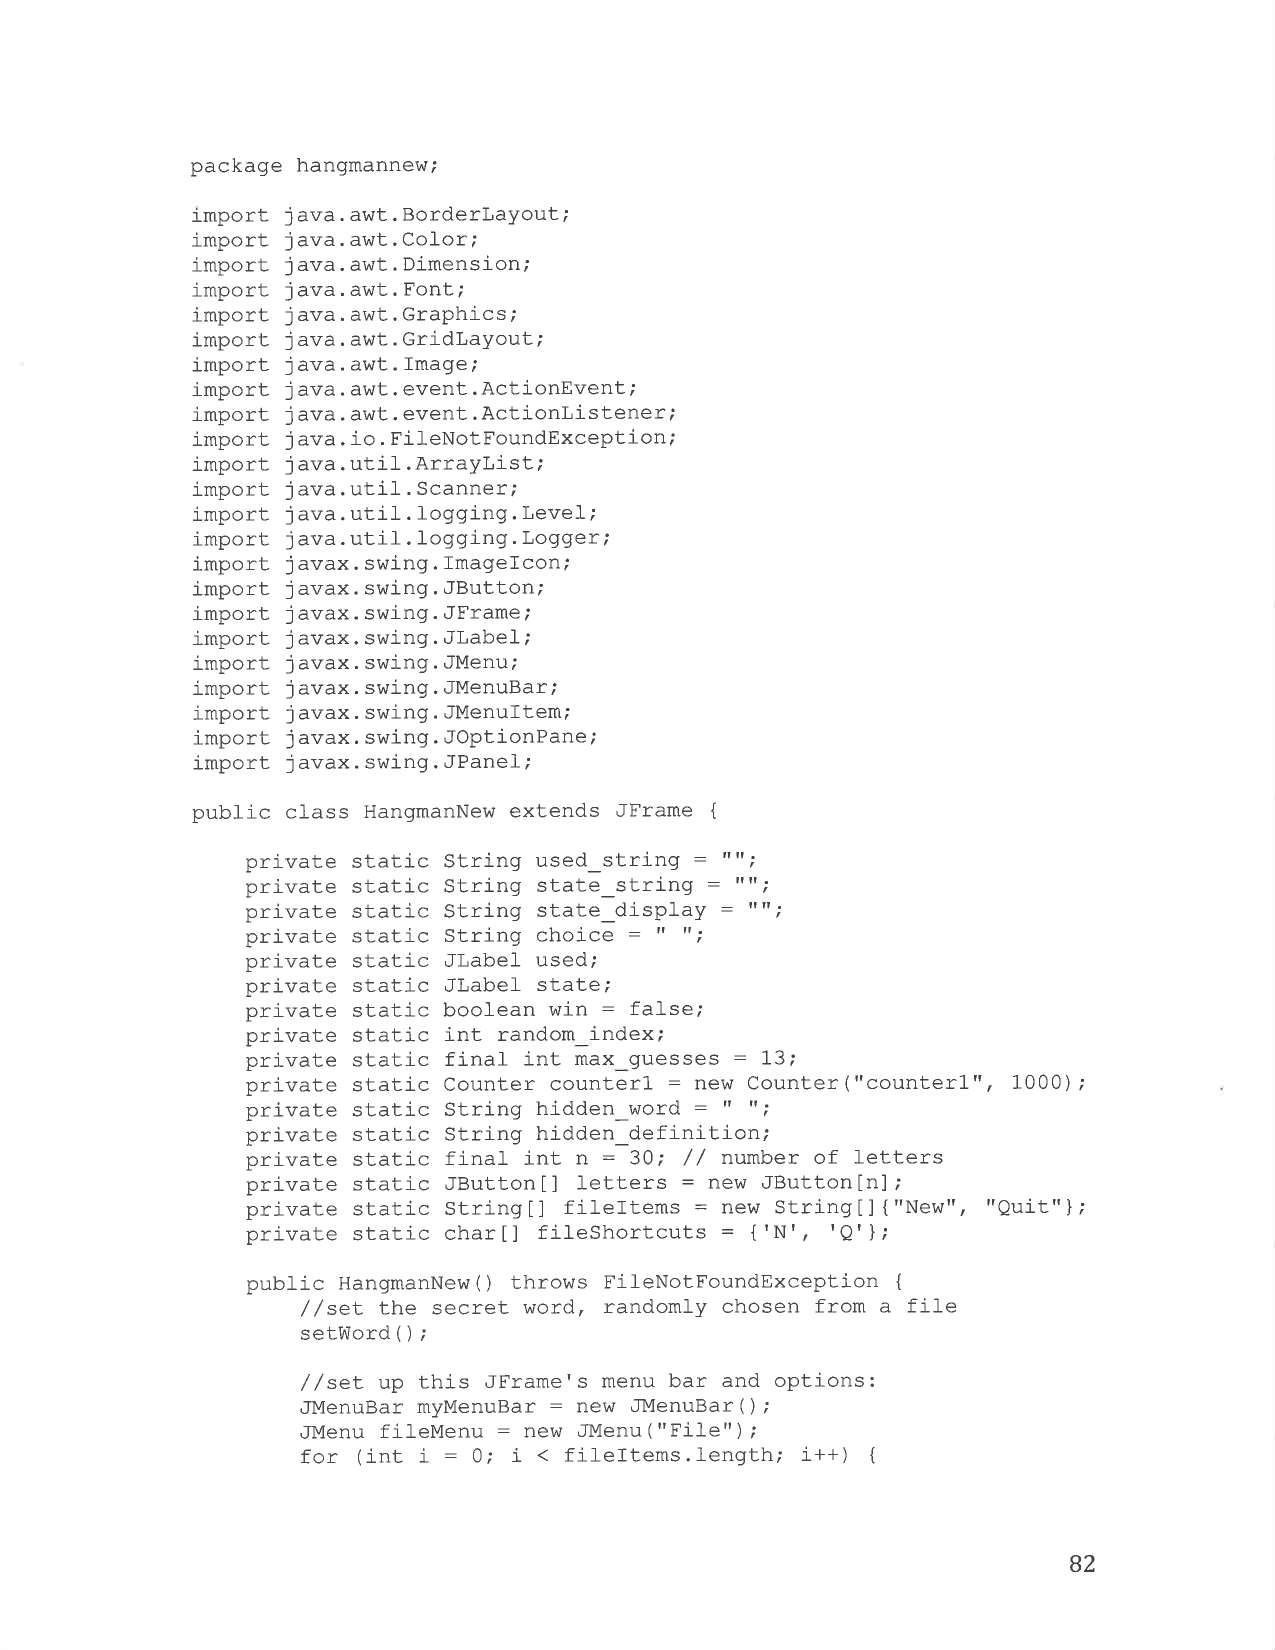 package hangmannew;

import java.awt.BorderLayout;
import java.awt.Color;
import java.awt.Dimension;
import java.awt.Font;
import java.awt.Graphics;
import java.awt.GridLayout;
import java.awt.Image;
import java.awt.event.ActionEvent;
import java.awt.event.ActionListener;
import java.io.FileNotFoundException;
import java.util.ArrayList;
import java.util.Scanner;
import java.util.logging.Level;
import java.util.logging.Logger;
import javax.swing.ImageIcon;
import javax.swing.JButton;
import javax.swing.JFrame;
import javax.swing.JLabel;
import javax.swing.JMenu;
import javax.swing.JMenuBar;
import javax.swing.JMenuItem;
import javax.swing.JOptionPane;
import javax.swing.JPanel;

public class HangmanNew extends JFrame {

    private static String used_string = "";
    private static String state_string = "";
    private static String state_display = "";
    private static String choice = " ";
    private static JLabel used;
    private static JLabel state;
    private static boolean win = false;
    private static int random_index;
    private static final int max_guesses = 13;
    private static Counter counter1 = new Counter("counter1", 1000);
    private static String hidden_word = " ";
    private static String hidden_definition;
    private static final int n = 30; // number of letters
    private static JButton[] letters = new JButton[n];
    private static String[] fileItems = new String[]{"New", "Quit"};
    private static char[] fileShortcuts = {'N', 'Q'};

    public HangmanNew() throws FileNotFoundException {
        //set the secret word, randomly chosen from a file
        setWord();

        //set up this JFrame's menu bar and options:
        JMenuBar myMenuBar = new JMenuBar();
        JMenu fileMenu = new JMenu("File");
        for (int i = 0; i < fileItems.length; i++) {

82